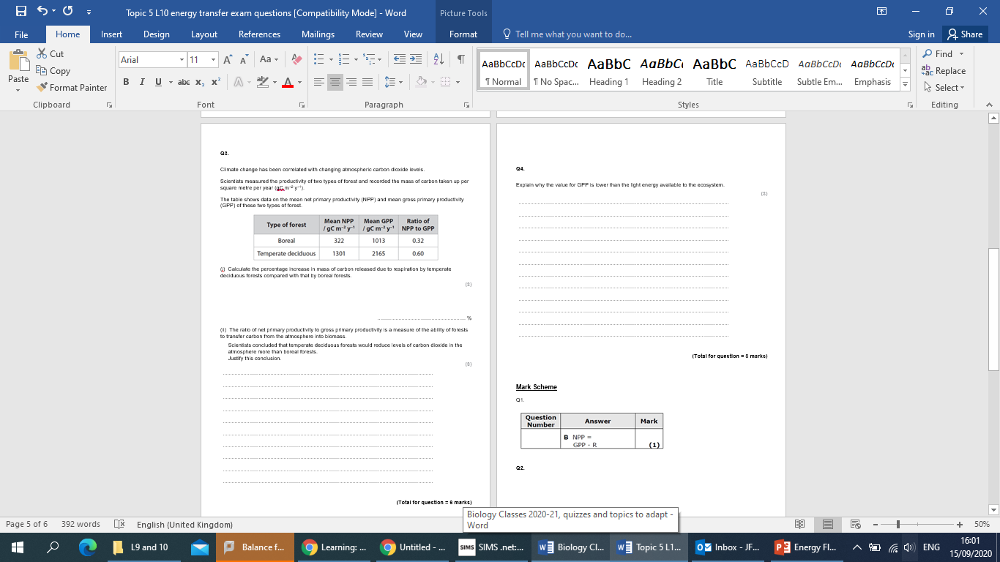 Topic 5 L10 energy transfer exam questions [Compatibility Mode] - Word
Picture Tools
File
Home
Insert
Design
Layout
References
Mailings
Review
View
Format
Tell me what you want to do...
Sign in
Share
Paste
Cut
Copy
Format Painter
Clipboard
Arial
11
Font
Paragraph
AaBbCcDc
¶ Normal
AaBbCcDc
¶ No Spac...
AaBbC
Heading 1
AaBbCc
Heading 2
AaBbC
Title
AaBbCcD
Subtitle
AaBbCcDc
Subtle Em...
AaBbCcDc
Emphasis
Styles
Find
Replace
Select
Editing
Q3.
Climate change has been correlated with changing atmospheric carbon dioxide levels.
Scientists measured the productivity of two types of forest and recorded the mass of carbon taken up per
square metre per year (gC m⁻² y⁻¹).
The table shows data on the mean net primary productivity (NPP) and mean gross primary productivity
(GPP) of these two types of forest.
Type of forest
Mean NPP
/ gC m⁻² y⁻¹
Mean GPP
/ gC m⁻² y⁻¹
Ratio of
NPP to GPP
Boreal 322 1013 0.32
Temperate deciduous 1301 2165 0.60
(i) Calculate the percentage increase in mass of carbon released due to respiration by temperate
deciduous forests compared with that by boreal forests.
(3)
%
(ii) The ratio of net primary productivity to gross primary productivity is a measure of the ability of forests
to transfer carbon from the atmosphere into biomass.
Scientists concluded that temperate deciduous forests would reduce levels of carbon dioxide in the
atmosphere more than boreal forests.
Justify this conclusion.
(3)
(Total for question = 6 marks)
Q4.
Explain why the value for GPP is lower than the light energy available to the ecosystem.
(3)
(Total for question = 3 marks)
Mark Scheme
Q1.
Question
Number
Answer
Mark
B NPP =
GPP - R
(1)
Q2.
Biology Classes 2020-21, quizzes and topics to adapt -
Word
Page 5 of 6
392 words
English (United Kingdom)
50%
L9 and 10
Balance f...
Learning: ...
Untitled - ...
SIMS
SIMS .net:...
Biology Cl...
Topic 5 L1...
Inbox - JF...
Energy Fl...
ENG
16:01
15/09/2020